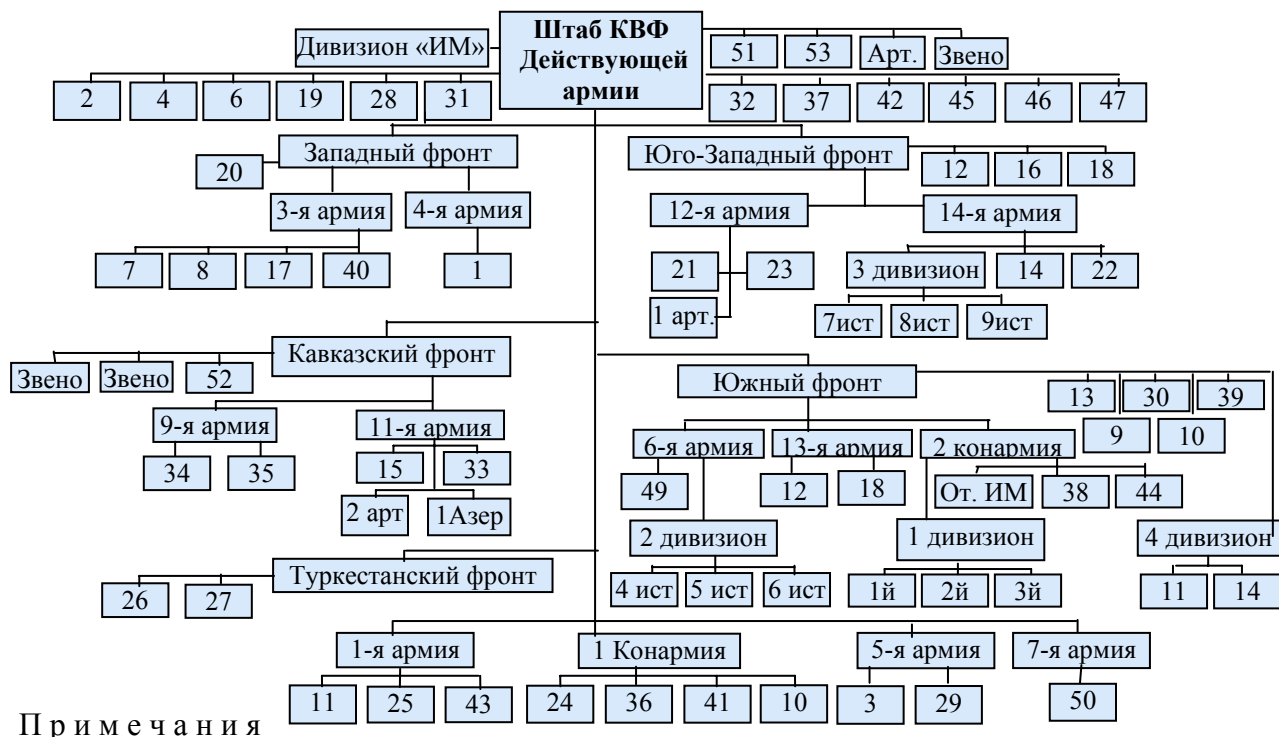 Штаб КВФ
Действующей
армии
Дивизион «ИМ»
51 53 Арт. Звено
2 4 6 19 28 31
32 37 42 45 46 47
Западный фронт
Юго-Западный фронт
20
12 16 18
3-я армия 4-я армия
12-я армия 14-я армия
7 8 17 40 1
21 23
3 дивизион 14 22
1 арт.
7ист 8ист 9ист
Кавказский фронт
Звено Звено 52
Южный фронт
13 30 39
9 10
9-я армия 11-я армия
6-я армия 13-я армия 2 конармия
34 35 15 33
49 12 18 От. ИМ 38 44
2 арт 1Азер
2 дивизион 1 дивизион 4 дивизион
Туркестанский фронт
26 27
4 ист 5 ист 6 ист 1й 2й 3й 11 14
1-я армия 1 Конармия 5-я армия 7-я армия
11 25 43 24 36 41 10 3 29 50
Примечания